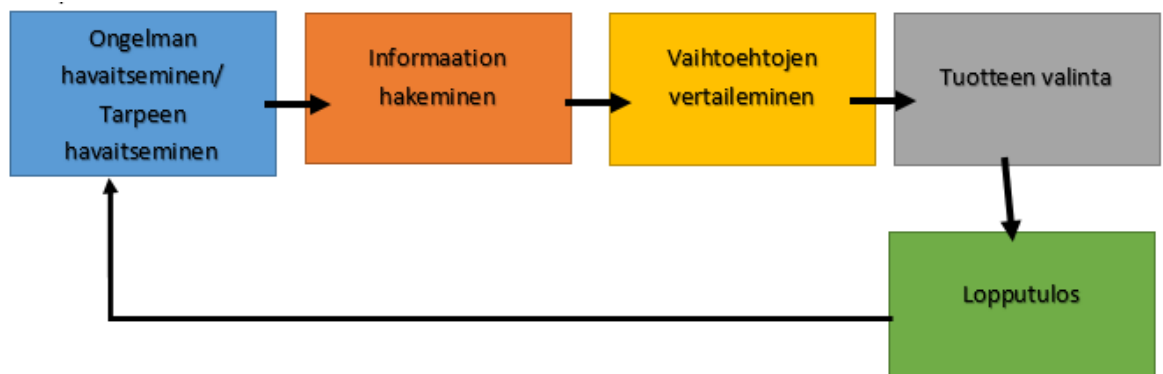 Ongelman
havaitseminen/
Tarpeen
havaitseminen
Informaation
hakeminen
Vaihtoehtojen
vertaileminen
Tuotteen valinta
Lopputulos